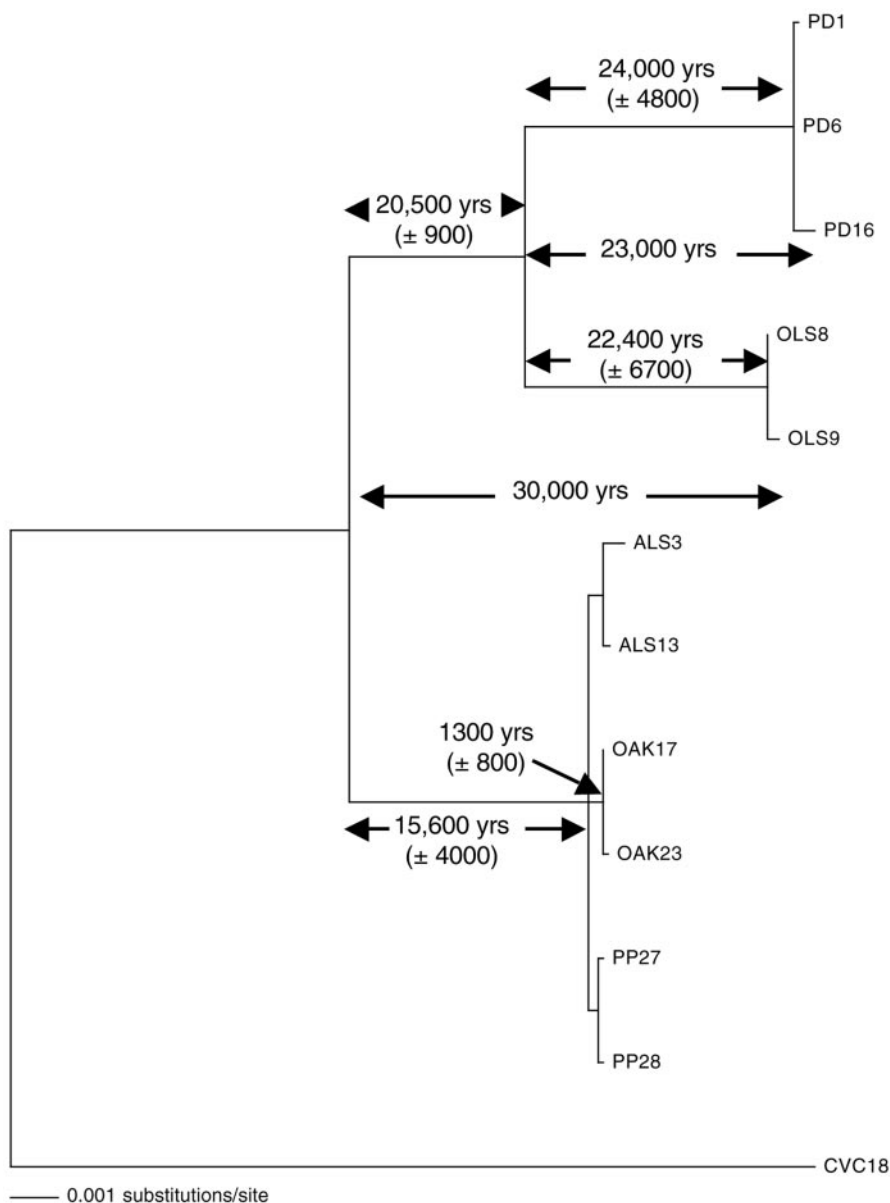 PD1
24,000 yrs
(± 4800)
PD6
20,500 yrs
(± 900)
PD16
23,000 yrs
OLS8
22,400 yrs
(± 6700)
OLS9
30,000 yrs
ALS3
ALS13
1300 yrs
(± 800)
OAK17
15,600 yrs
(± 4000)
OAK23
PP27
PP28
CVC18
0.001 substitutions/site